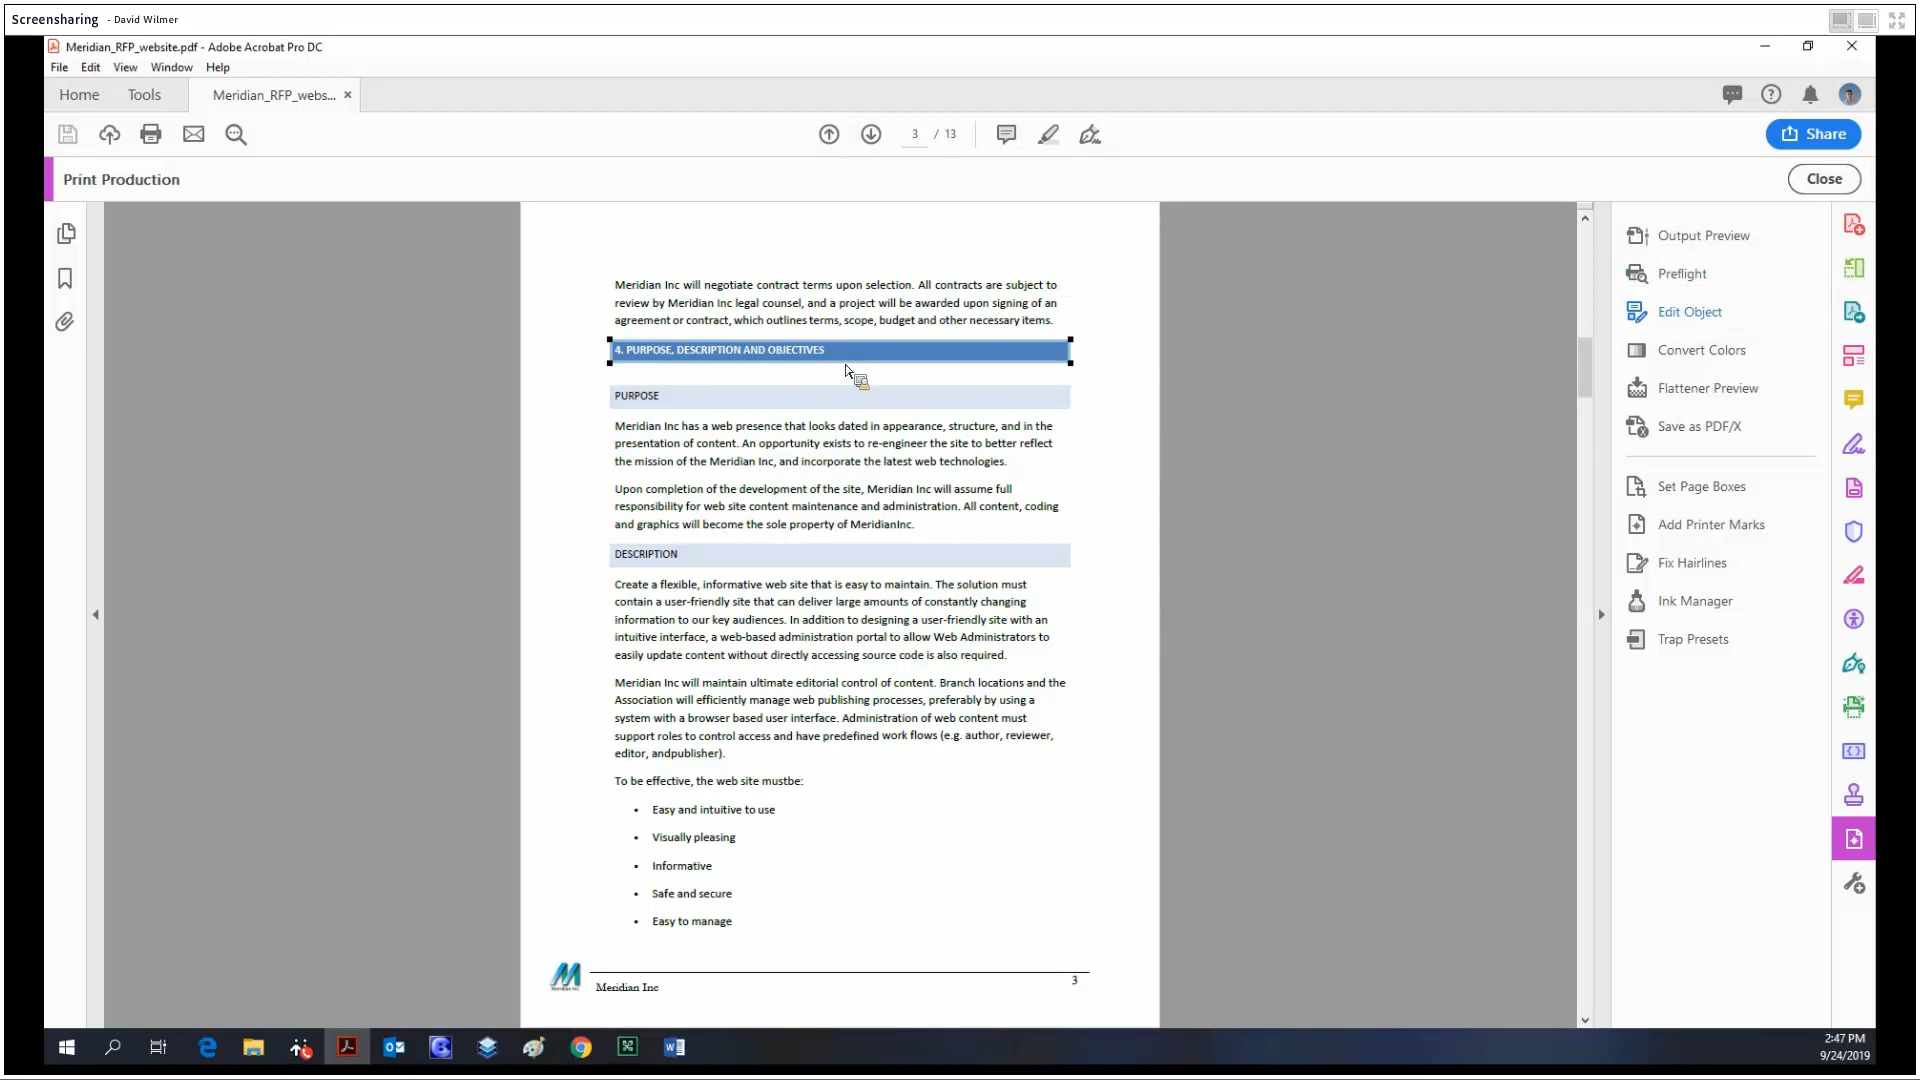 Screensharing - David Wilmer
Meridian_RFP_website.pdf - Adobe Acrobat Pro DC
File Edit View Window Help
Home Tools Meridian_RFP_webs... ×
3 / 13
Share
Print Production
Close
Output Preview
Preflight
Edit Object
Convert Colors
Flattener Preview
Save as PDF/X
Set Page Boxes
Add Printer Marks
Fix Hairlines
Ink Manager
Trap Presets
Meridian Inc will negotiate contract terms upon selection. All contracts are subject to
review by Meridian Inc legal counsel, and a project will be awarded upon signing of an
agreement or contract, which outlines terms, scope, budget and other necessary items.
4. PURPOSE, DESCRIPTION AND OBJECTIVES
PURPOSE
Meridian Inc has a web presence that looks dated in appearance, structure, and in the
presentation of content. An opportunity exists to re-engineer the site to better reflect
the mission of the Meridian Inc, and incorporate the latest web technologies.
Upon completion of the development of the site, Meridian Inc will assume full
responsibility for web site content maintenance and administration. All content, coding
and graphics will become the sole property of MeridianInc.
DESCRIPTION
Create a flexible, informative web site that is easy to maintain. The solution must
contain a user-friendly site that can deliver large amounts of constantly changing
information to our key audiences. In addition to designing a user-friendly site with an
intuitive interface, a web-based administration portal to allow Web Administrators to
easily update content without directly accessing source code is also required.
Meridian Inc will maintain ultimate editorial control of content. Branch locations and the
Association will efficiently manage web publishing processes, preferably by using a
system with a browser based user interface. Administration of web content must
support roles to control access and have predefined work flows (e.g. author, reviewer,
editor, andpublisher).
To be effective, the web site mustbe:
• Easy and intuitive to use
• Visually pleasing
• Informative
• Safe and secure
• Easy to manage
Meridian Inc
Meridian Inc
3
2:47 PM
9/24/2019